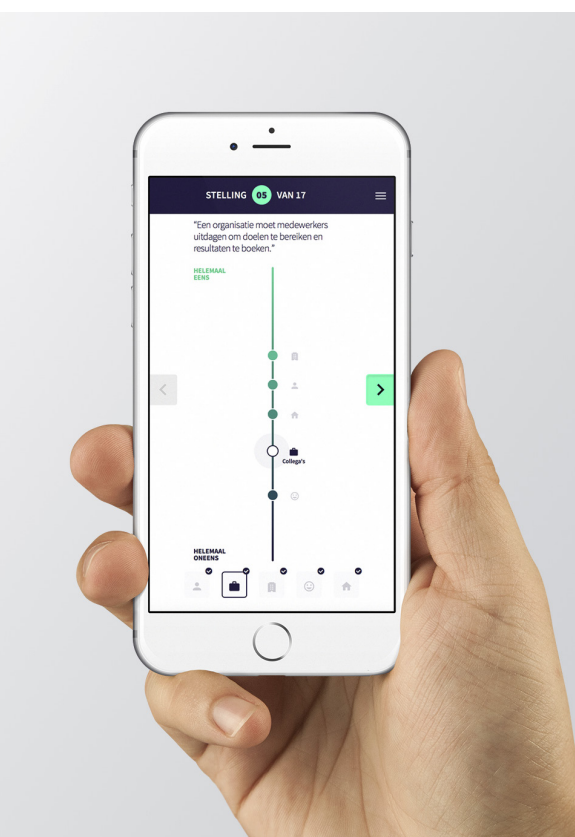 STELLING 05 VAN 17
"Een organisatie moet medewerkers
uitdagen om doelen te bereiken en
resultaten te boeken."
HELEMAAL
EENS
Collega's
HELEMAAL
ONEENS